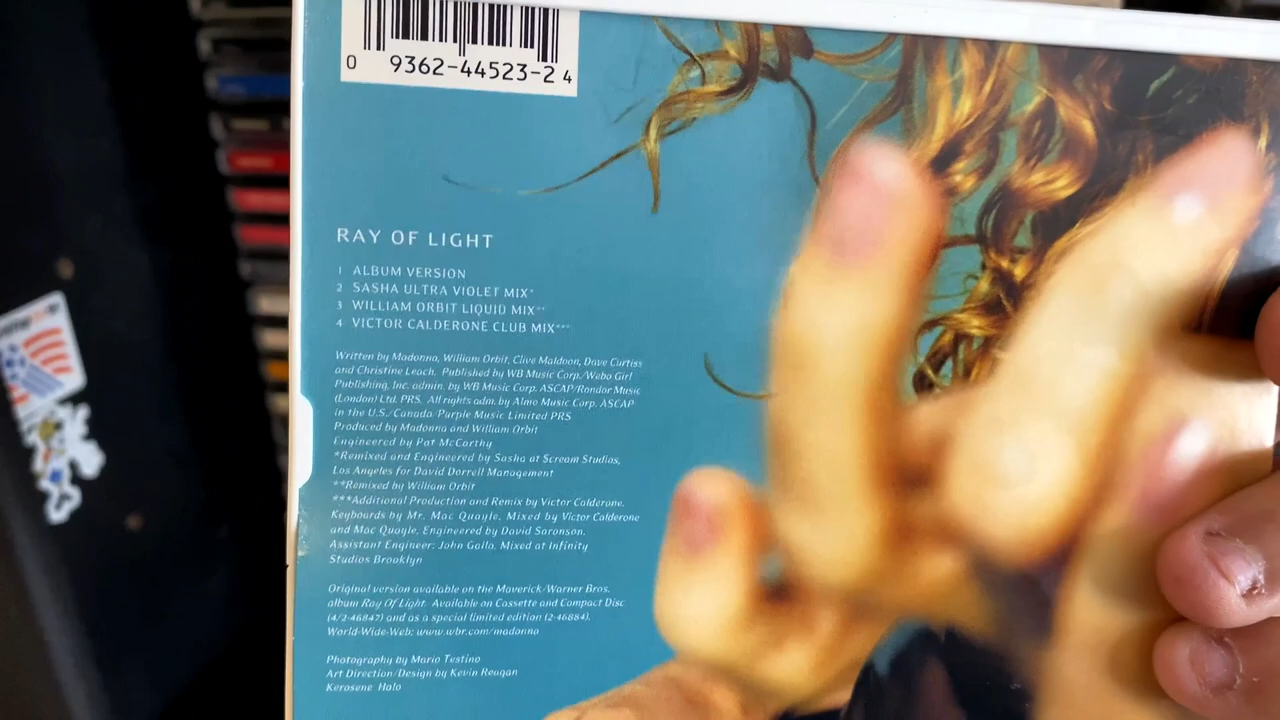 0 9362-44523-2 4
RAY OF LIGHT
1 ALBUM VERSION
2 SASHA ULTRA VIOLET MIX*
3 WILLIAM ORBIT LIQUID MIX**
4 VICTOR CALDERONE CLUB MIX***
Written by Madonna, William Orbit, Clive Maldoon, Dave Curtiss
and Christine Leach. Published by WB Music Corp./Webo Girl
Publishing, Inc. admin. by WB Music Corp. ASCAP/Rondor Music
(London) Ltd. PRS. All rights adm. by Almo Music Corp. ASCAP
in the U.S./Canada/Purple Music Limited PRS
Produced by Madonna and William Orbit
Engineered by Pat McCarthy
*Remixed and Engineered by Sasha at Scream Studios,
Los Angeles for David Dorrell Management
**Remixed by William Orbit
***Additional Production and Remix by Victor Calderone.
Keyboards by Mr. Mac Quayle. Mixed by Victor Calderone
and Mac Quayle. Engineered by David Saronson.
Assistant Engineer: John Gallo. Mixed at Infinity
Studios Brooklyn
Original version available on the Maverick/Warner Bros.
album Ray Of Light. Available on Cassette and Compact Disc
(4/2-46847) and as a special limited edition (2-46884).
World-Wide-Web: www.wbr.com/madonna
Photography by Mario Testino
Art Direction/Design by Kevin Reagan
Kerosene Halo